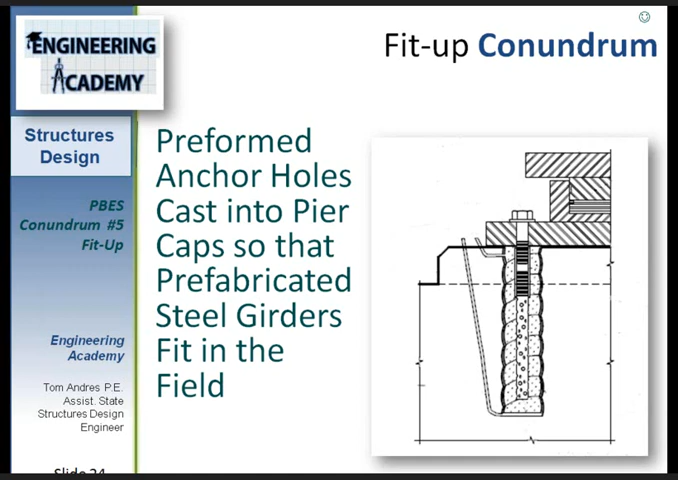 ENGINEERING
ACADEMY
Fit-up Conundrum
Structures
Design
PBES
Conundrum #5
Fit-Up
Engineering
Academy
Tom Andres P.E.
Assist. State
Structures Design
Engineer
Slide 24
Preformed
Anchor Holes
Cast into Pier
Caps so that
Prefabricated
Steel Girders
Fit in the
Field